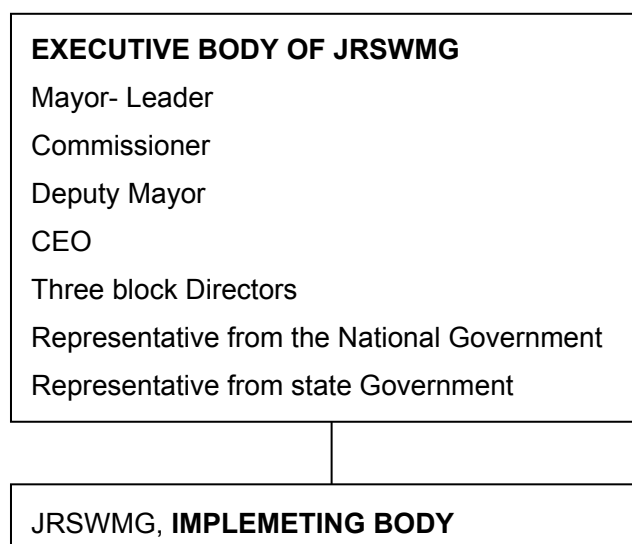 EXECUTIVE BODY OF JRSWMG
Mayor- Leader
Commissioner
Deputy Mayor
CEO
Three block Directors
Representative from the National Government
Representative from state Government
JRSWMG, IMPLEMETING BODY